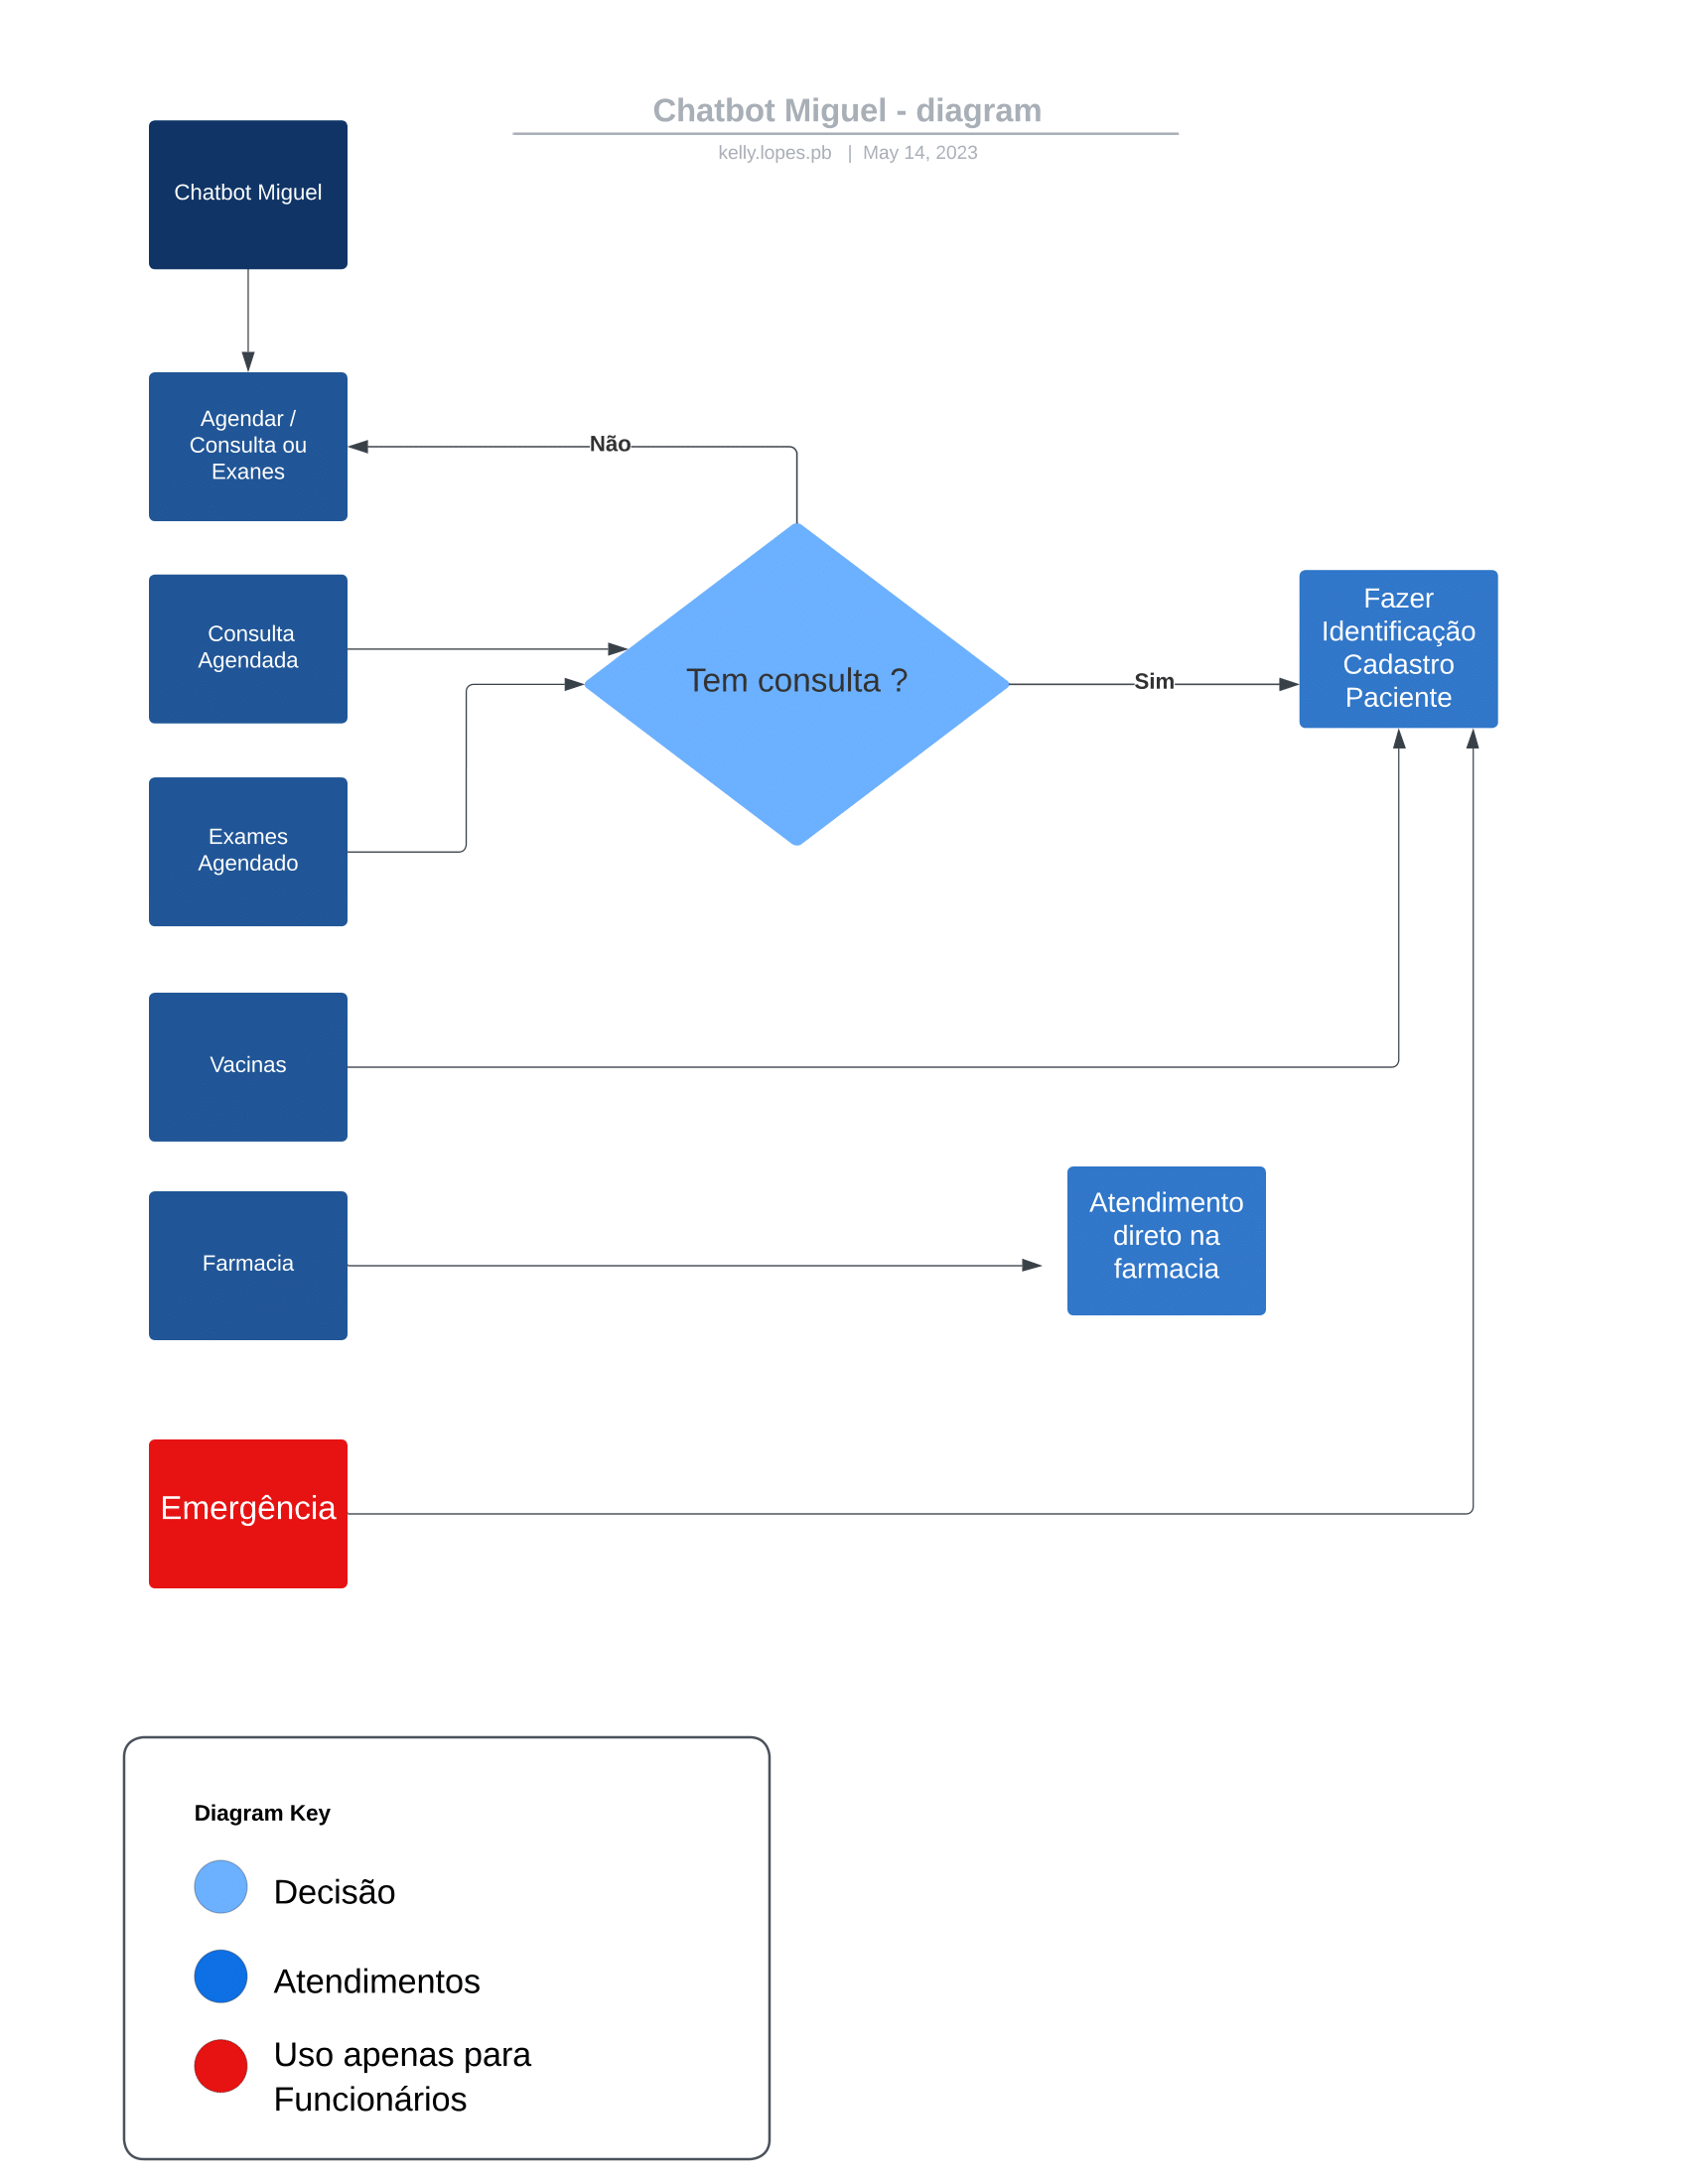 Chatbot Miguel - diagram
kelly.lopes.pb | May 14, 2023
Chatbot Miguel
Agendar /
Consulta ou
Exanes
Não
Consulta
Agendada
Tem consulta ?
Sim
Fazer
Identificação
Cadastro
Paciente
Exames
Agendado
Vacinas
Farmacia
Atendimento
direto na
farmacia
Emergência
Diagram Key
Decisão
Atendimentos
Uso apenas para
Funcionários